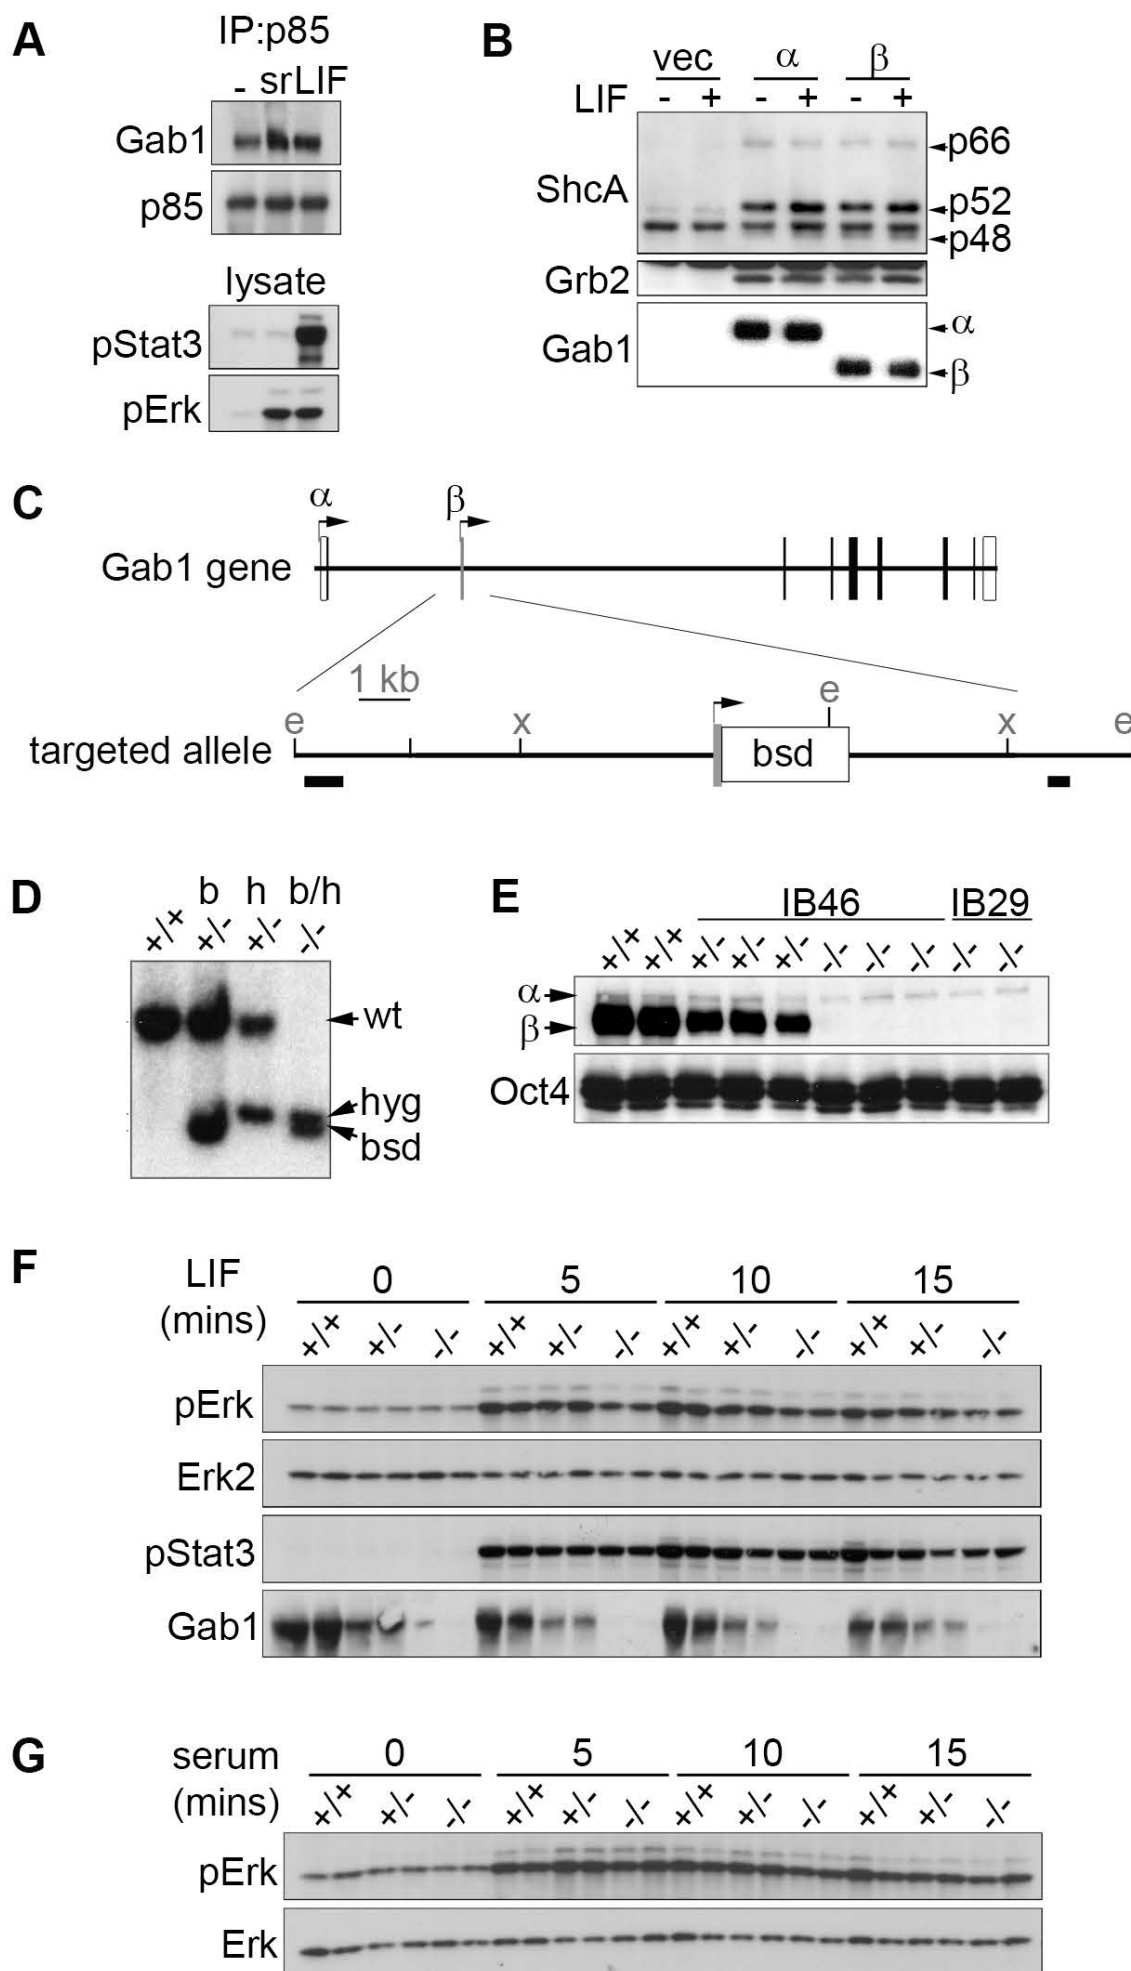 A
IP:p85
- srLIF
Gab1
p85
lysate
pStat3
pErk
B
vec α β
LIF - + - + - +
ShcA
p66
p52
p48
Grb2
Gab1
α
β
C
α β
Gab1 gene
1 kb
e x e x e
targeted allele
bsd
D
b h b/h
+/+ +/- +/- -/-
wt
hyg
bsd
E
IB46 IB29
+/+ +/+ +/- +/- +/- -/- -/- -/- -/- -/-
α
β
Oct4
F
LIF 0 5 10 15
(mins) +/+ +/- -/- +/+ +/- -/- +/+ +/- -/- +/+ +/- -/-
pErk
Erk2
pStat3
Gab1
G
serum 0 5 10 15
(mins) +/+ +/- -/- +/+ +/- -/- +/+ +/- -/- +/+ +/- -/-
pErk
Erk